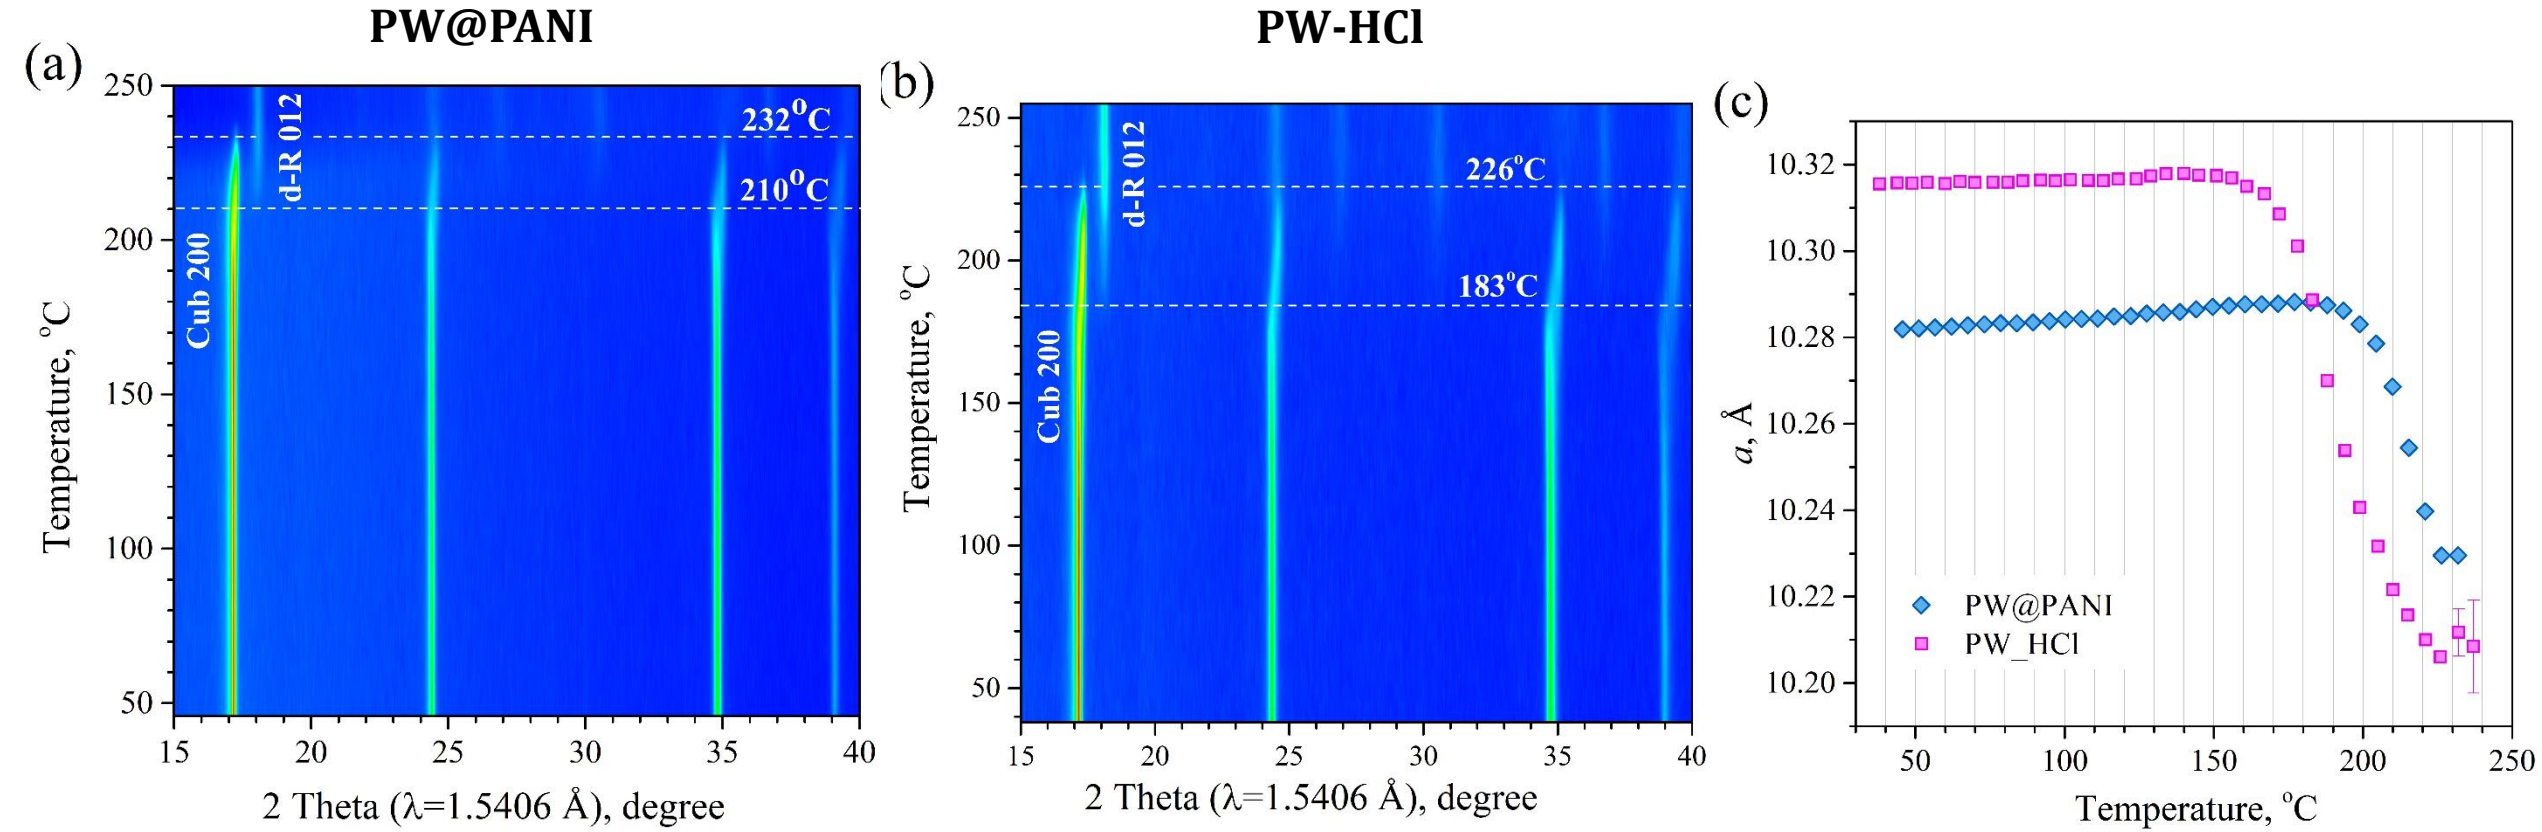 PW@PANI
PW-HCl
(a)
250
200
150
100
50
Temperature, °C
232°C
210°C
d-R 012
Cub 200
15 20 25 30 35 40
2 Theta (λ=1.5406 Å), degree
(b)
250
200
150
100
50
Temperature, °C
226°C
183°C
d-R 012
Cub 200
15 20 25 30 35 40
2 Theta (λ=1.5406 Å), degree
(c)
10.32
10.30
10.28
10.26
10.24
10.22
10.20
a, Å
PW@PANI
PW_HCl
50 100 150 200 250
Temperature, °C